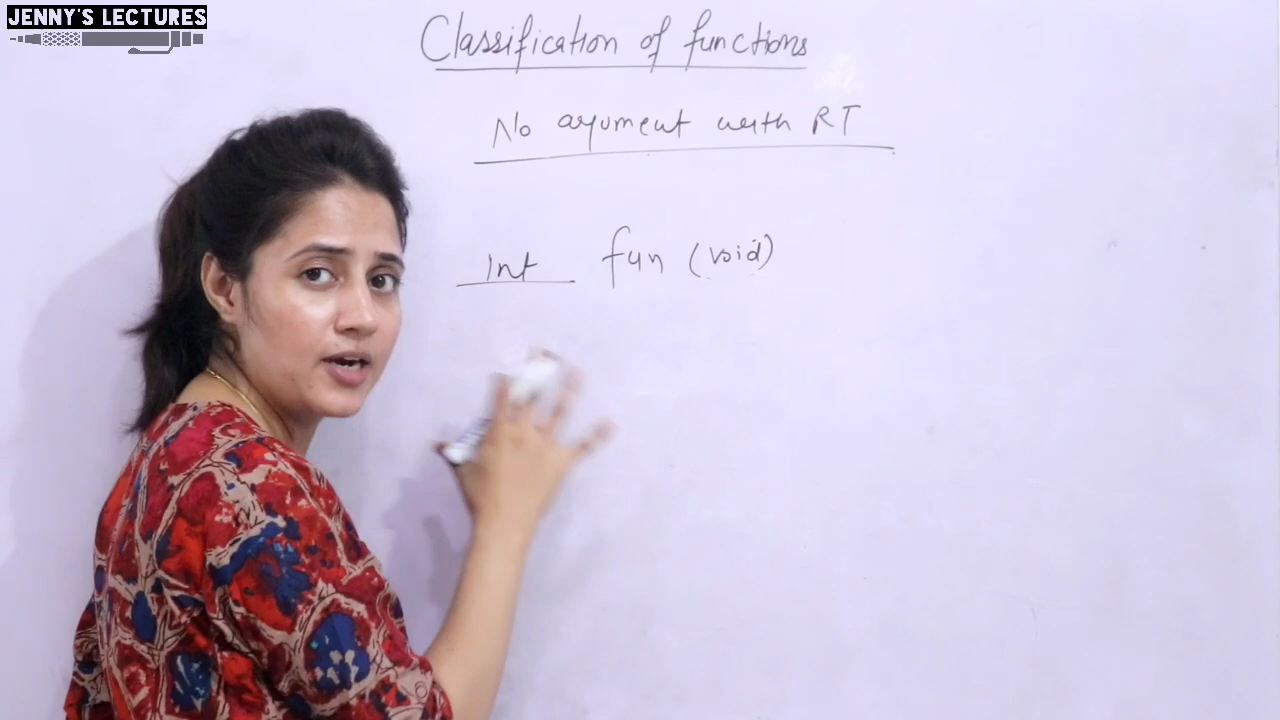 JENNY'S LECTURES
Classification of functions
No argument with RT
int fun (void)